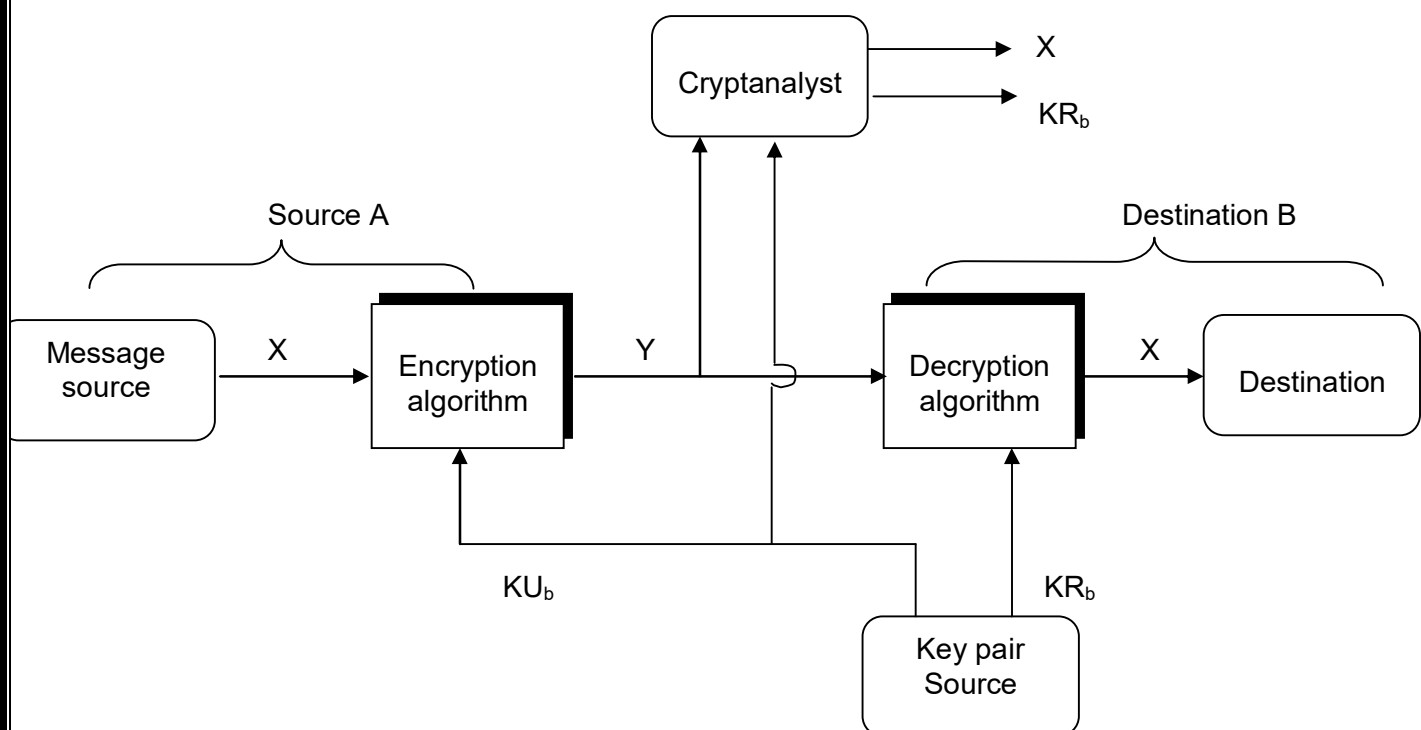 Cryptanalyst
X
KRb
Source A
Destination B
Message
source
X
Encryption
algorithm
Y
Decryption
algorithm
X
Destination
KUb
KRb
Key pair
Source